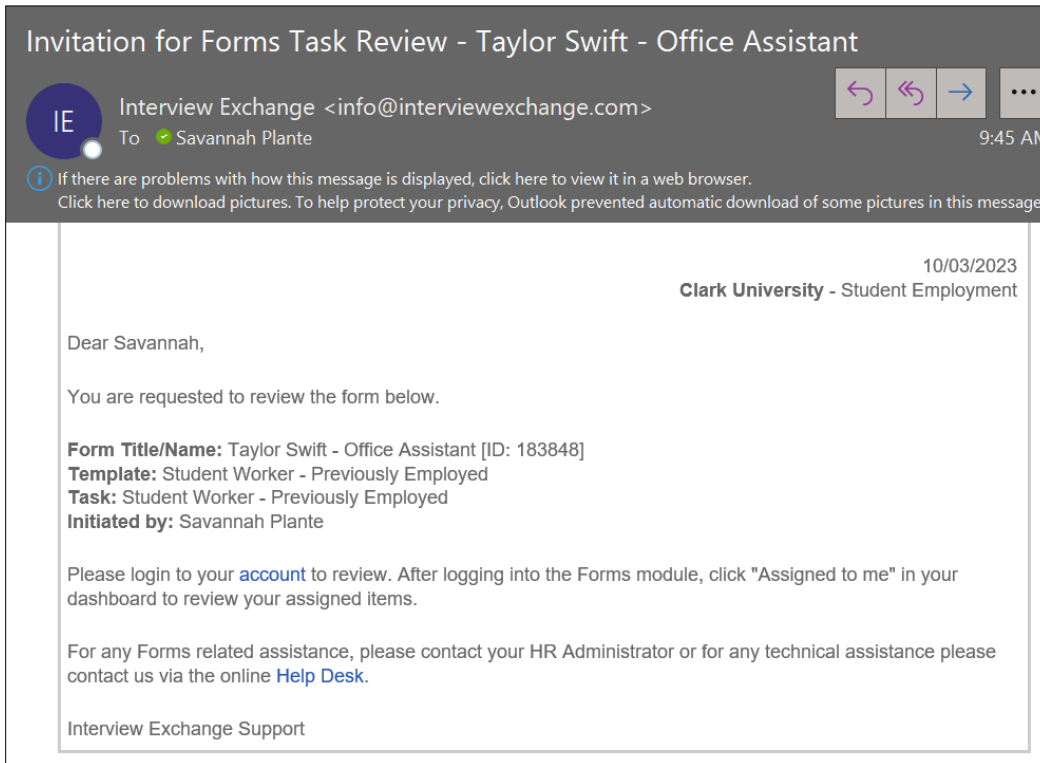 Invitation for Forms Task Review - Taylor Swift - Office Assistant
IE
Interview Exchange <info@interviewexchange.com>
To Savannah Plante
9:45 AM
If there are problems with how this message is displayed, click here to view it in a web browser.
Click here to download pictures. To help protect your privacy, Outlook prevented automatic download of some pictures in this message
10/03/2023
Clark University - Student Employment
Dear Savannah,
You are requested to review the form below.
Form Title/Name: Taylor Swift - Office Assistant [ID: 183848]
Template: Student Worker - Previously Employed
Task: Student Worker - Previously Employed
Initiated by: Savannah Plante
Please login to your account to review. After logging into the Forms module, click "Assigned to me" in your
dashboard to review your assigned items.
For any Forms related assistance, please contact your HR Administrator or for any technical assistance please
contact us via the online Help Desk.
Interview Exchange Support